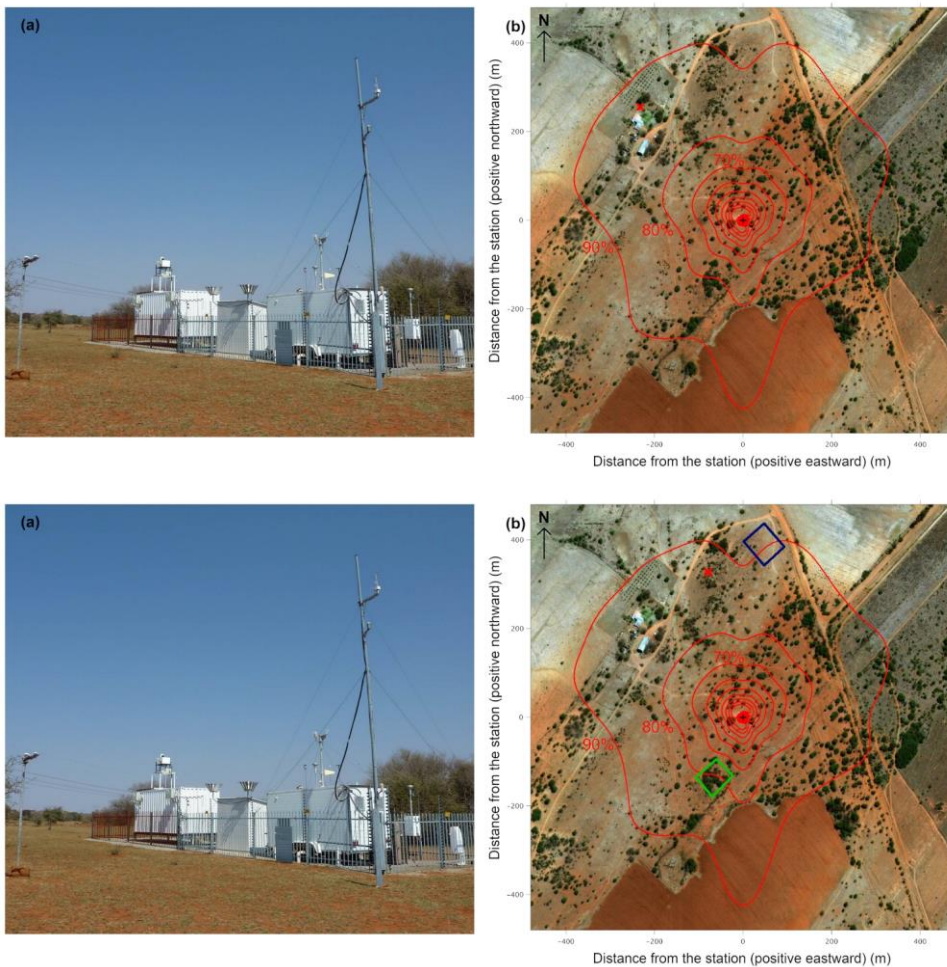 (a)
(b)
N
Distance from the station (positive northward) (m)
400
200
0
−200
−400
70%
80%
90%
−400
−200
0
200
400
Distance from the station (positive eastward) (m)
(a)
(b)
N
Distance from the station (positive northward) (m)
400
200
0
−200
−400
70%
80%
90%
−400
−200
0
200
400
Distance from the station (positive eastward) (m)